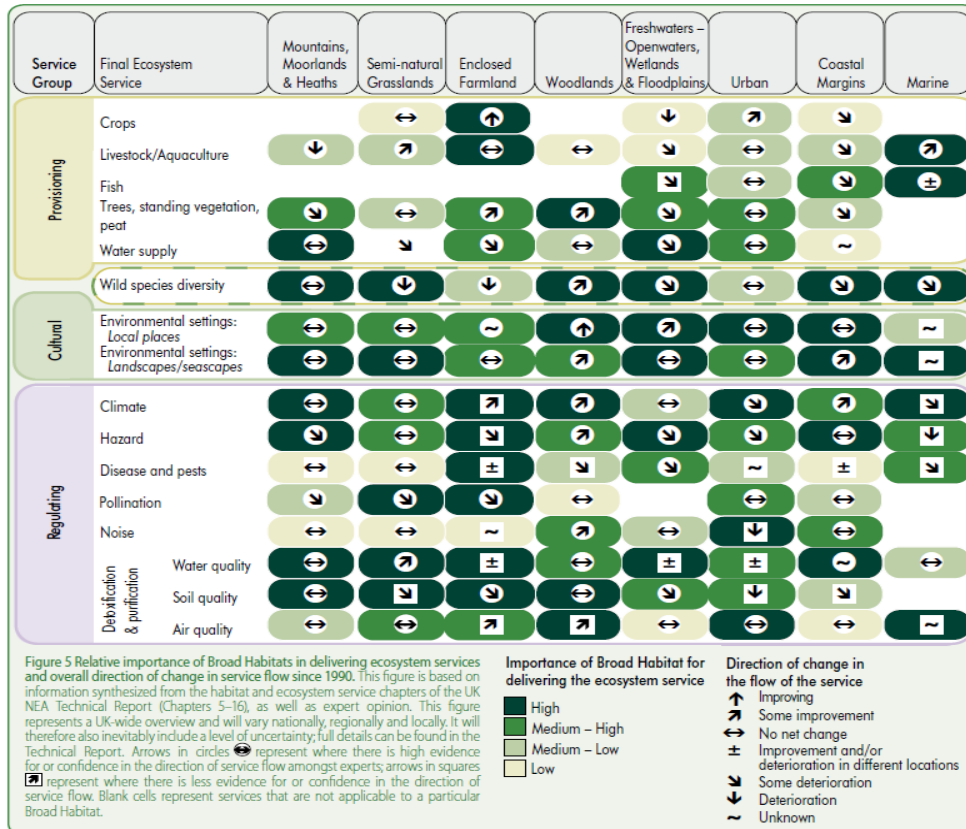 Service Group
Final Ecosystem Service
Mountains, Moorlands & Heaths
Semi-natural Grasslands
Enclosed Farmland
Woodlands
Freshwaters – Openwaters, Wetlands & Floodplains
Urban
Coastal Margins
Marine
Provisioning
Crops
Livestock/Aquaculture
Fish
Trees, standing vegetation,
peat
Water supply
Wild species diversity
Cultural
Environmental settings:
Local places
Environmental settings:
Landscapes/seascapes
Regulating
Climate
Hazard
Disease and pests
Pollination
Noise
Detoxification
& purification
Water quality
Soil quality
Air quality
Figure 5 Relative importance of Broad Habitats in delivering ecosystem services
and overall direction of change in service flow since 1990. This figure is based on
information synthesized from the habitat and ecosystem service chapters of the UK
NEA Technical Report (Chapters 5–16), as well as expert opinion. This figure
represents a UK-wide overview and will vary nationally, regionally and locally. It will
therefore also inevitably include a level of uncertainty; full details can be found in the
Technical Report. Arrows in circles ↔ represent where there is high evidence
for or confidence in the direction of service flow amongst experts; arrows in squares
↗ represent where there is less evidence for or confidence in the direction of
service flow. Blank cells represent services that are not applicable to a particular
Broad Habitat.
Importance of Broad Habitat for
delivering the ecosystem service
High
Medium – High
Medium – Low
Low
Direction of change in
the flow of the service
↑ Improving
↗ Some improvement
↔ No net change
± Improvement and/or
deterioration in different locations
↘ Some deterioration
↓ Deterioration
~ Unknown